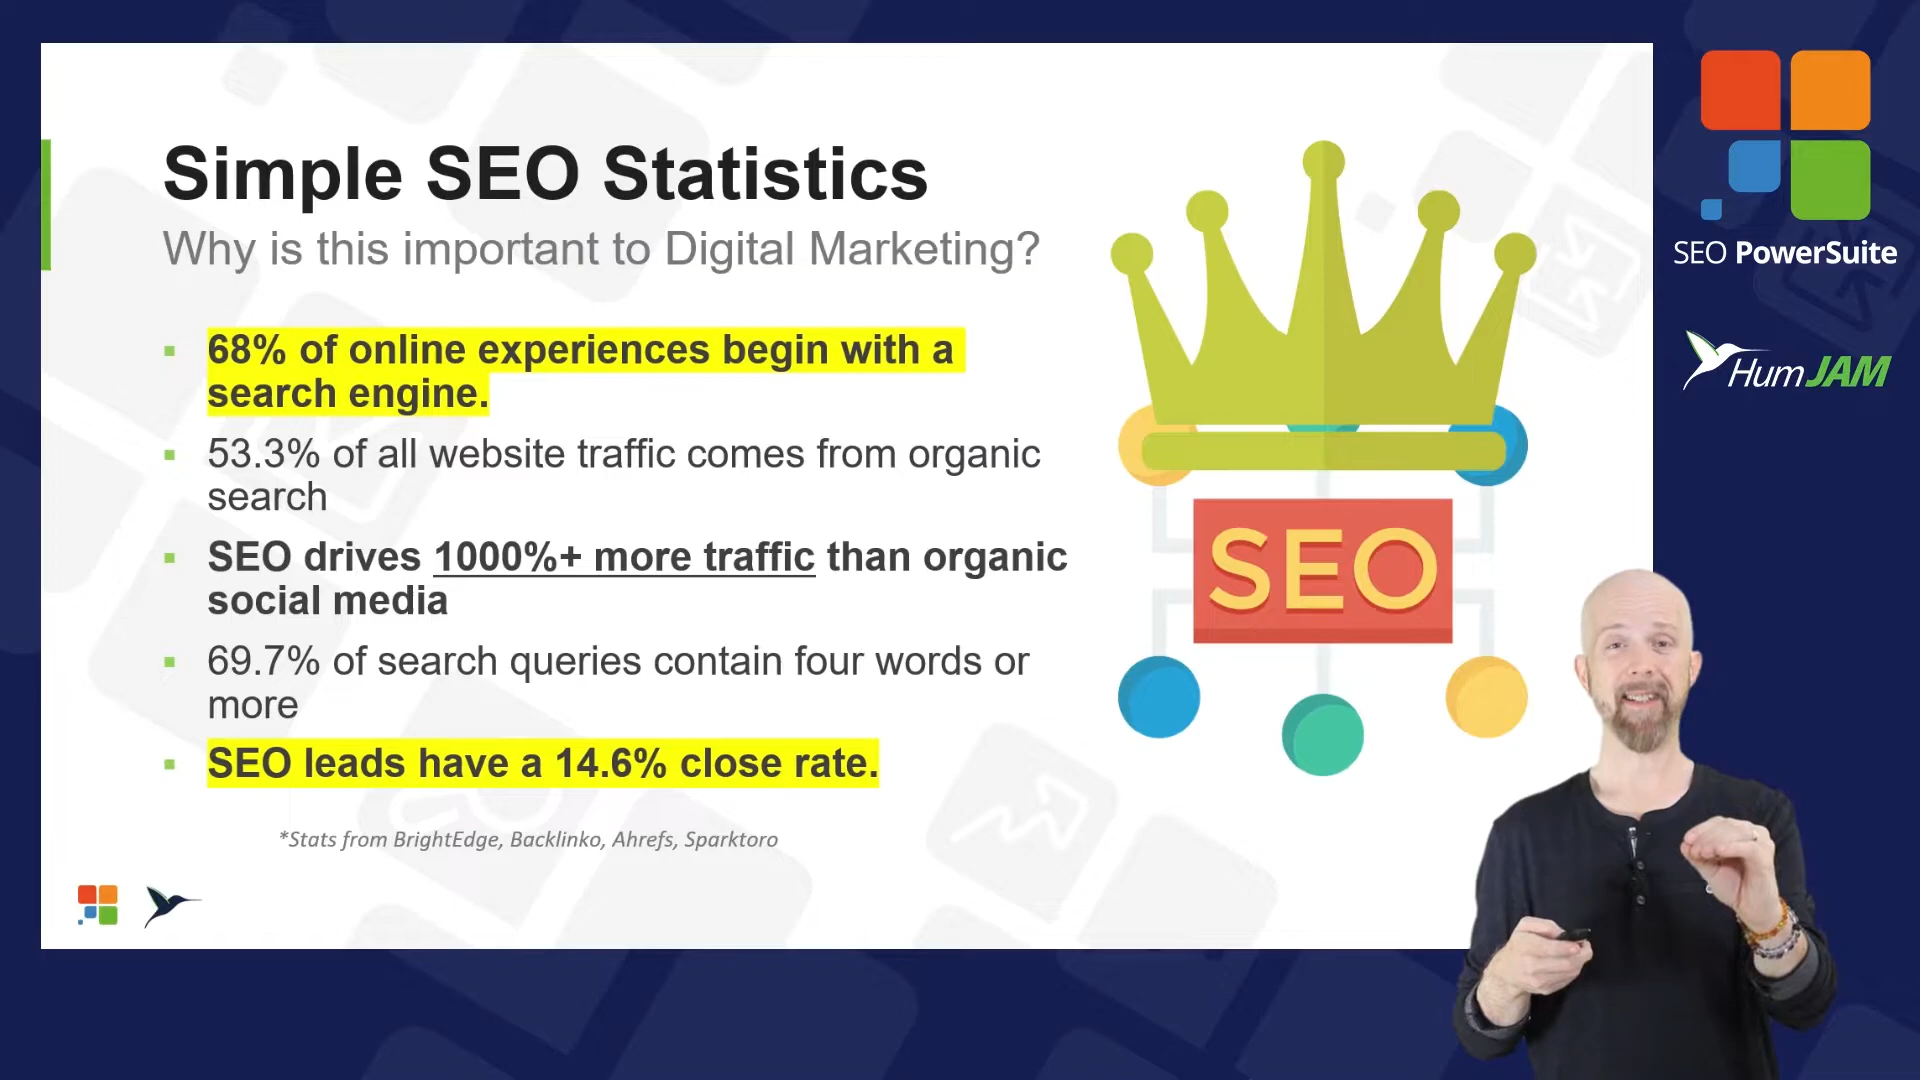 Simple SEO Statistics
Why is this important to Digital Marketing?
▪ 68% of online experiences begin with a
search engine.
▪ 53.3% of all website traffic comes from organic
search
▪ SEO drives 1000%+ more traffic than organic
social media
▪ 69.7% of search queries contain four words or
more
▪ SEO leads have a 14.6% close rate.
*Stats from BrightEdge, Backlinko, Ahrefs, Sparktoro
SEO
SEO PowerSuite
HumJAM